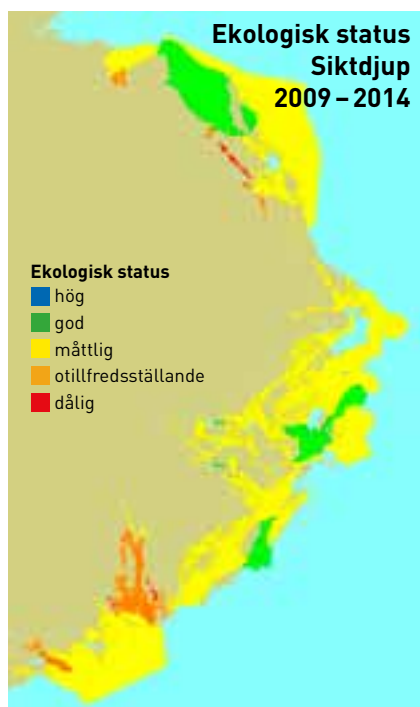 Ekologisk status
Siktdjup
2009 – 2014
Ekologisk status
hög
god
måttlig
otillfredsställande
dålig